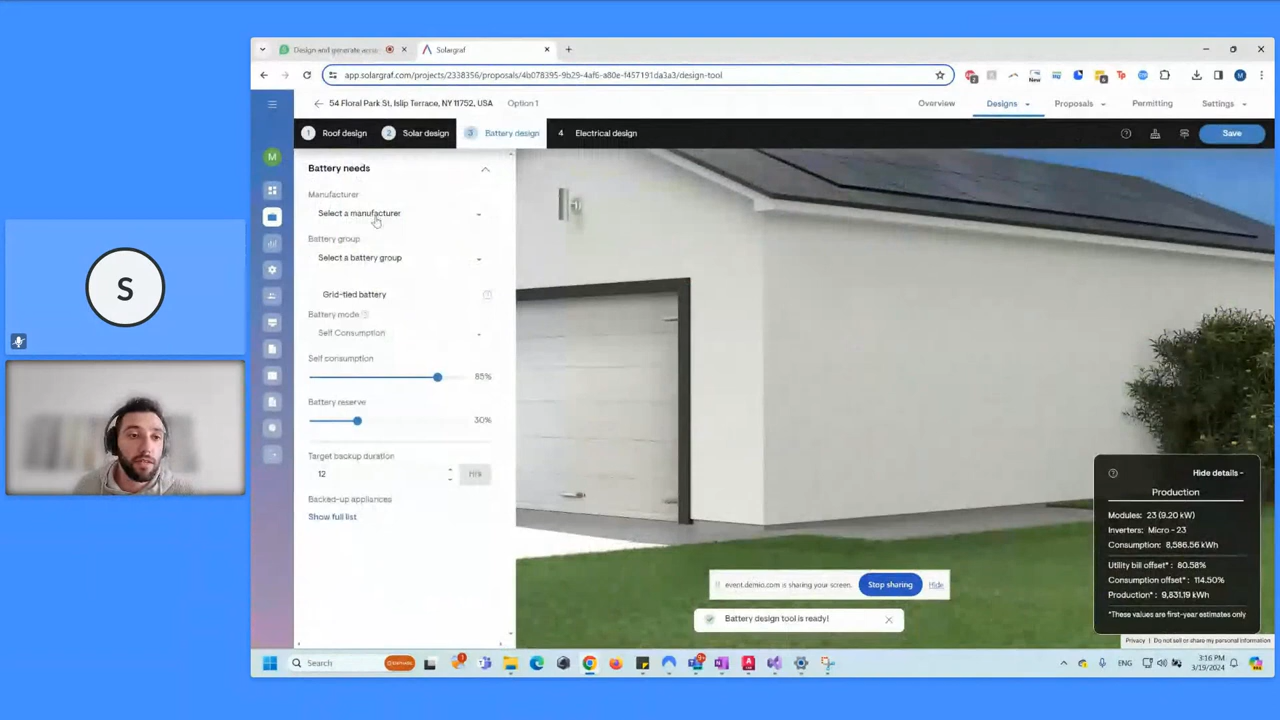 S
Design and generate accu
Solargraf
app.solargraf.com/projects/2338356/proposals/4b078395-9b29-4af6-a80e-f457191da3a3/design-tool
54 Floral Park St, Islip Terrace, NY 11752, USA
Option 1
Overview
Designs
Proposals
Permitting
Settings
1 Roof design
2 Solar design
3 Battery design
4 Electrical design
Save
M
Battery needs
Manufacturer
Select a manufacturer
Battery group
Select a battery group
Grid-tied battery
Battery mode
Self Consumption
Self consumption
85%
Battery reserve
30%
Target backup duration
12
Hrs
Backed-up appliances
Show full list
Hide details -
Production
Modules: 23 (9.20 kW)
Inverters: Micro - 23
Consumption: 8,586.56 kWh
Utility bill offset* : 80.58%
Consumption offset* : 114.50%
Production* : 9,831.19 kWh
*These values are first-year estimates only
event.demio.com is sharing your screen.
Stop sharing
Hide
Battery design tool is ready!
Privacy | Do not sell or share my personal information
Search
ENG
3:16 PM
3/19/2024